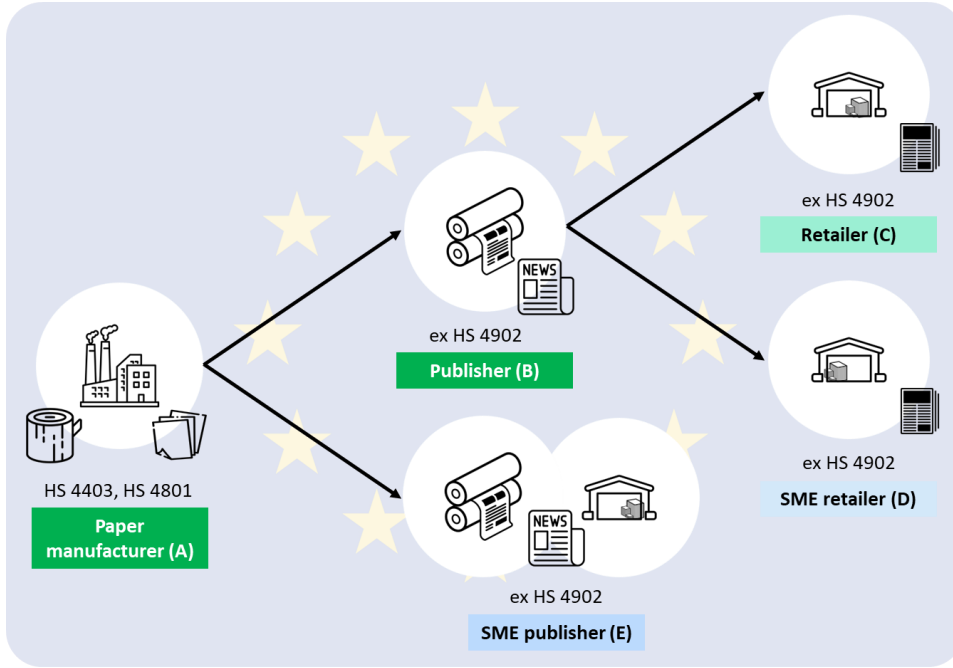 ex HS 4902
Retailer (C)
NEWS
ex HS 4902
Publisher (B)
ex HS 4902
SME retailer (D)
HS 4403, HS 4801
Paper
manufacturer (A)
NEWS
ex HS 4902
SME publisher (E)